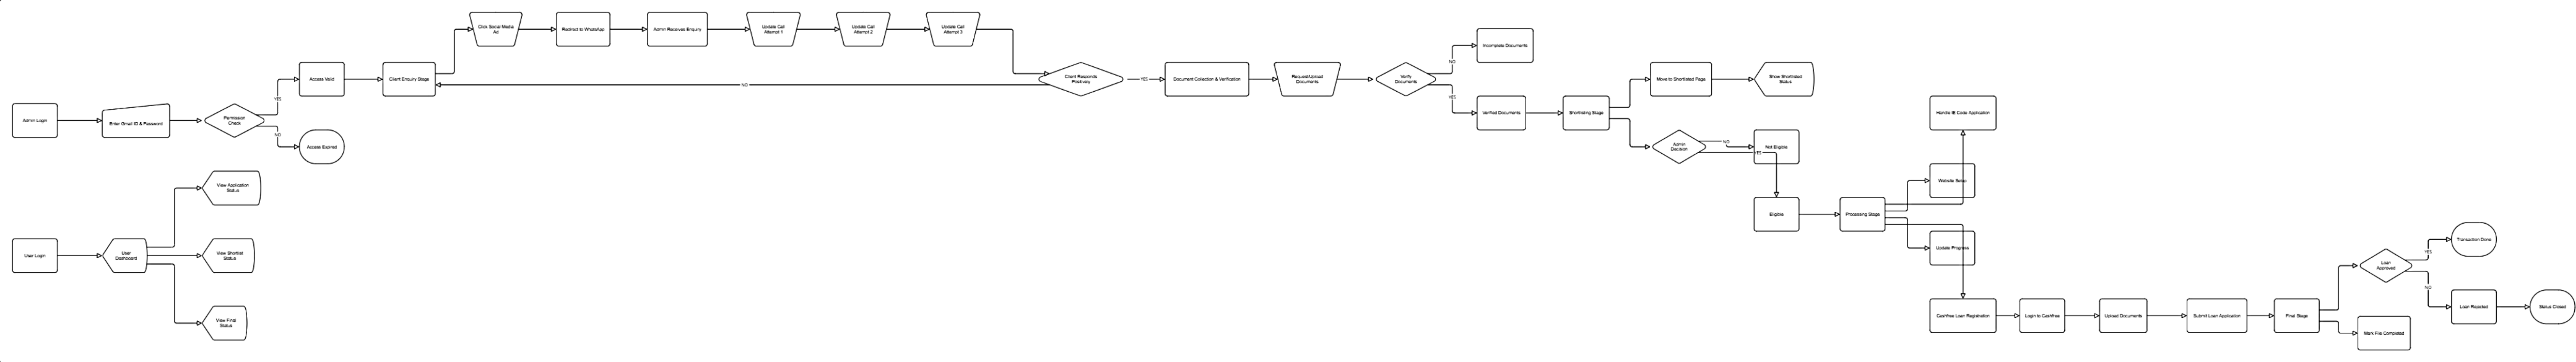 Click Social Media
Ad
Redirect to WhatsApp
Admin Receives Enquiry
Update Call
Attempt 1
Update Call
Attempt 2
Update Call
Attempt 3
Incomplete Documents
Access Valid
Client Enquiry Stage
Client Responds
Positively
YES
NO
Document Collection & Verification
Request/Upload
Documents
Verify
Documents
NO
YES
Verified Documents
Shortlisting Stage
Move to Shortlisted Page
Show Shortlisted
Status
Admin Login
Enter Gmail ID & Password
Permission
Check
YES
NO
Access Expired
Admin
Decision
NO
YES
Not Eligible
Eligible
Processing Stage
Handle IE Code Application
Website Setup
Update Progress
View Application
Status
User Login
User
Dashboard
View Shortlist
Status
View Final
Status
Cashfree Loan Registration
Login to Cashfree
Upload Documents
Submit Loan Application
Final Stage
Loan
Approved
YES
NO
Transaction Done
Loan Rejected
Status Closed
Mark File Completed